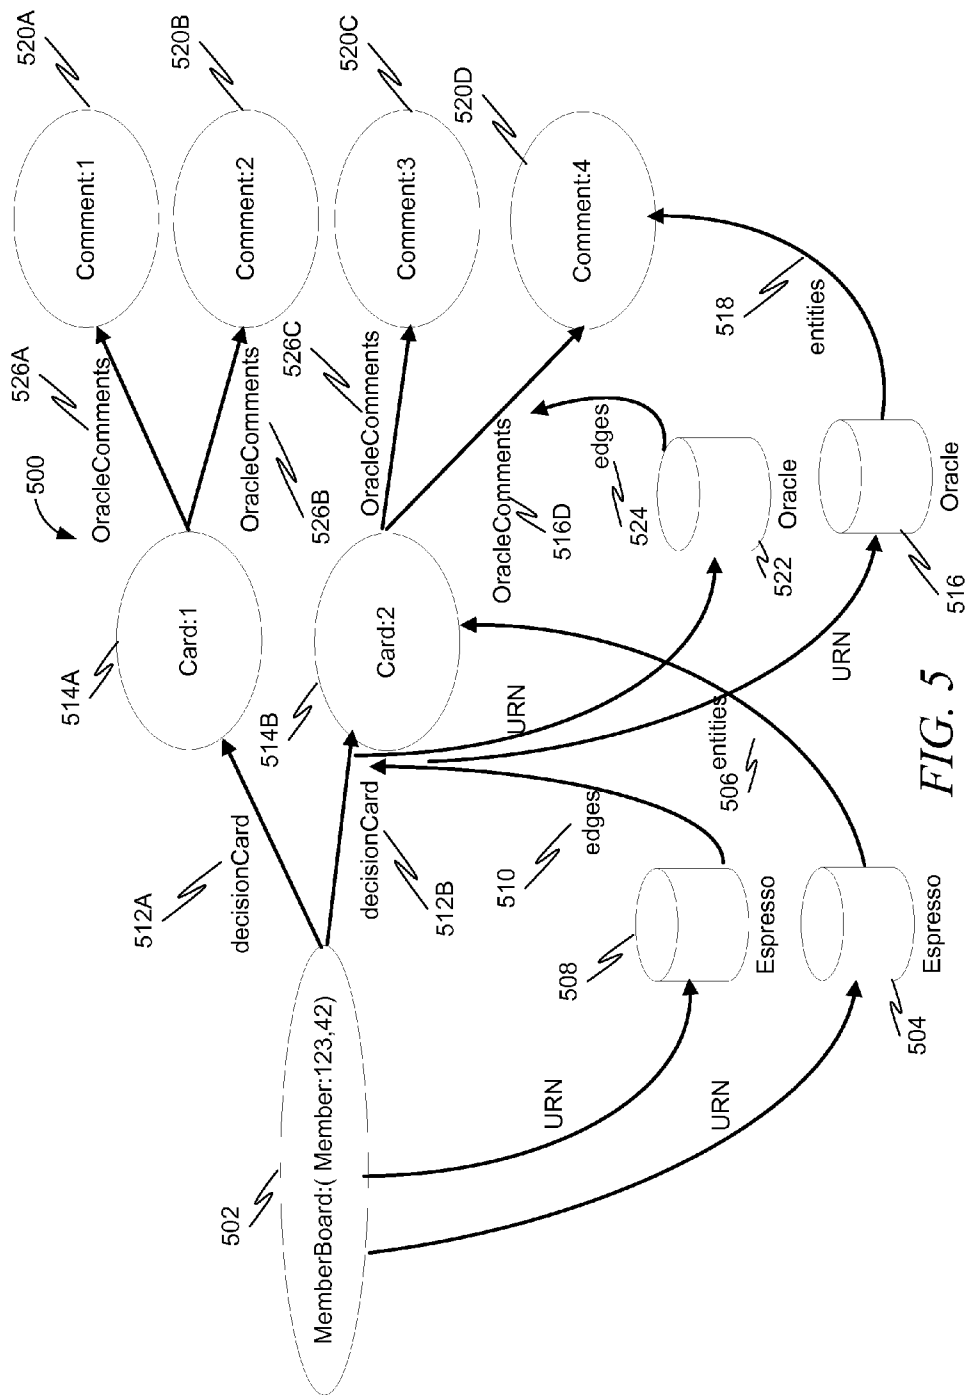 500
520A
Comment:1
526A
OracleComments
514A
Card:1
512A
decisionCard
520B
Comment:2
OracleComments
526B
526C
OracleComments
520C
Comment:3
514B
Card:2
decisionCard
512B
502
MemberBoard:( Member:123,42)
520D
Comment:4
OracleComments
516D
edges
524
URN
edges
510
508
Espresso
URN
522
Oracle
518
entities
entities
506
URN
516
Oracle
504
Espresso
URN
FIG. 5